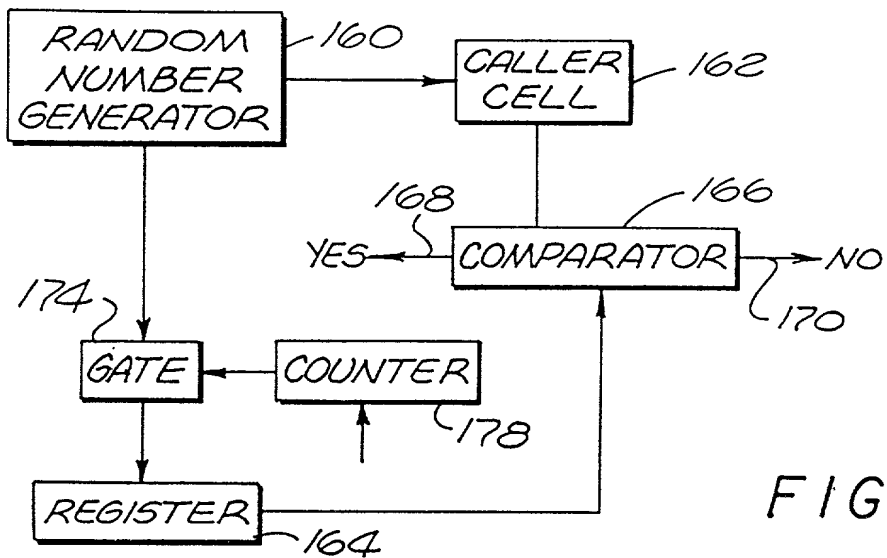 RANDOM
NUMBER
GENERATOR
160
CALLER
CELL
162
166
168
YES
COMPARATOR
NO
170
174
GATE
COUNTER
178
REGISTER
164
FIG